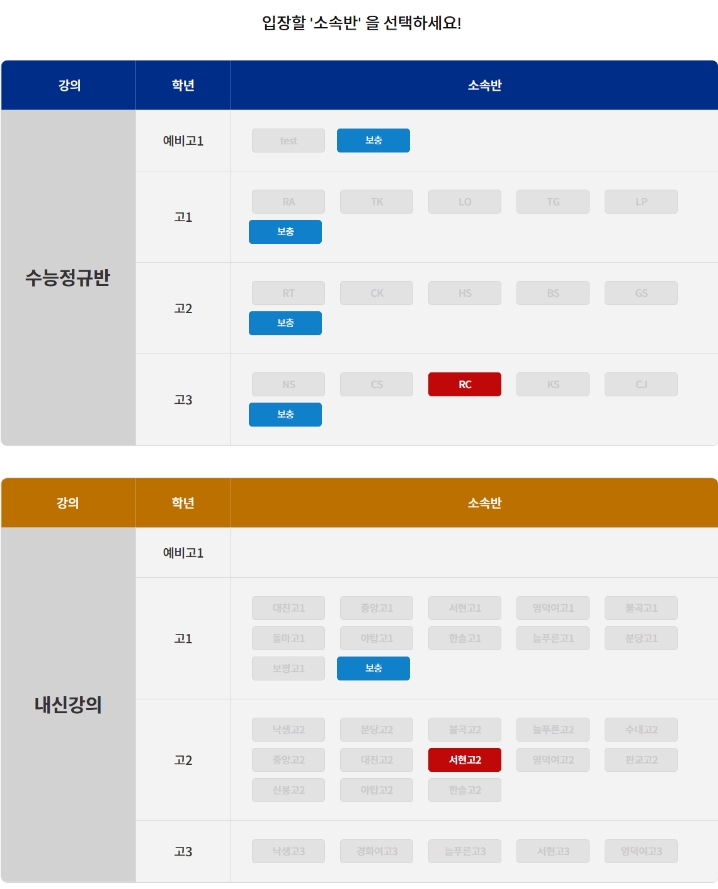 입장할 '소속반' 을 선택하세요!
강의 학년 소속반
수능정규반
예비고1 test 보충
고1 RA TK LO TG LP
보충
고2 RT CK HS BS GS
보충
고3 NS CS RC KS CJ
보충
강의 학년 소속반
내신강의
예비고1
고1 대진고1 중앙고1 서현고1 영덕여고1 불곡고1
돌마고1 야탑고1 한솔고1 늘푸른고1 분당고1
보평고1 보충
고2 낙생고2 분당고2 불곡고2 늘푸른고2 수내고2
중앙고2 대진고2 서현고2 영덕여고2 판교고2
신봉고2 야탑고2 한솔고2
고3 낙생고3 경희여고3 늘푸른고3 서현고3 영덕여고3